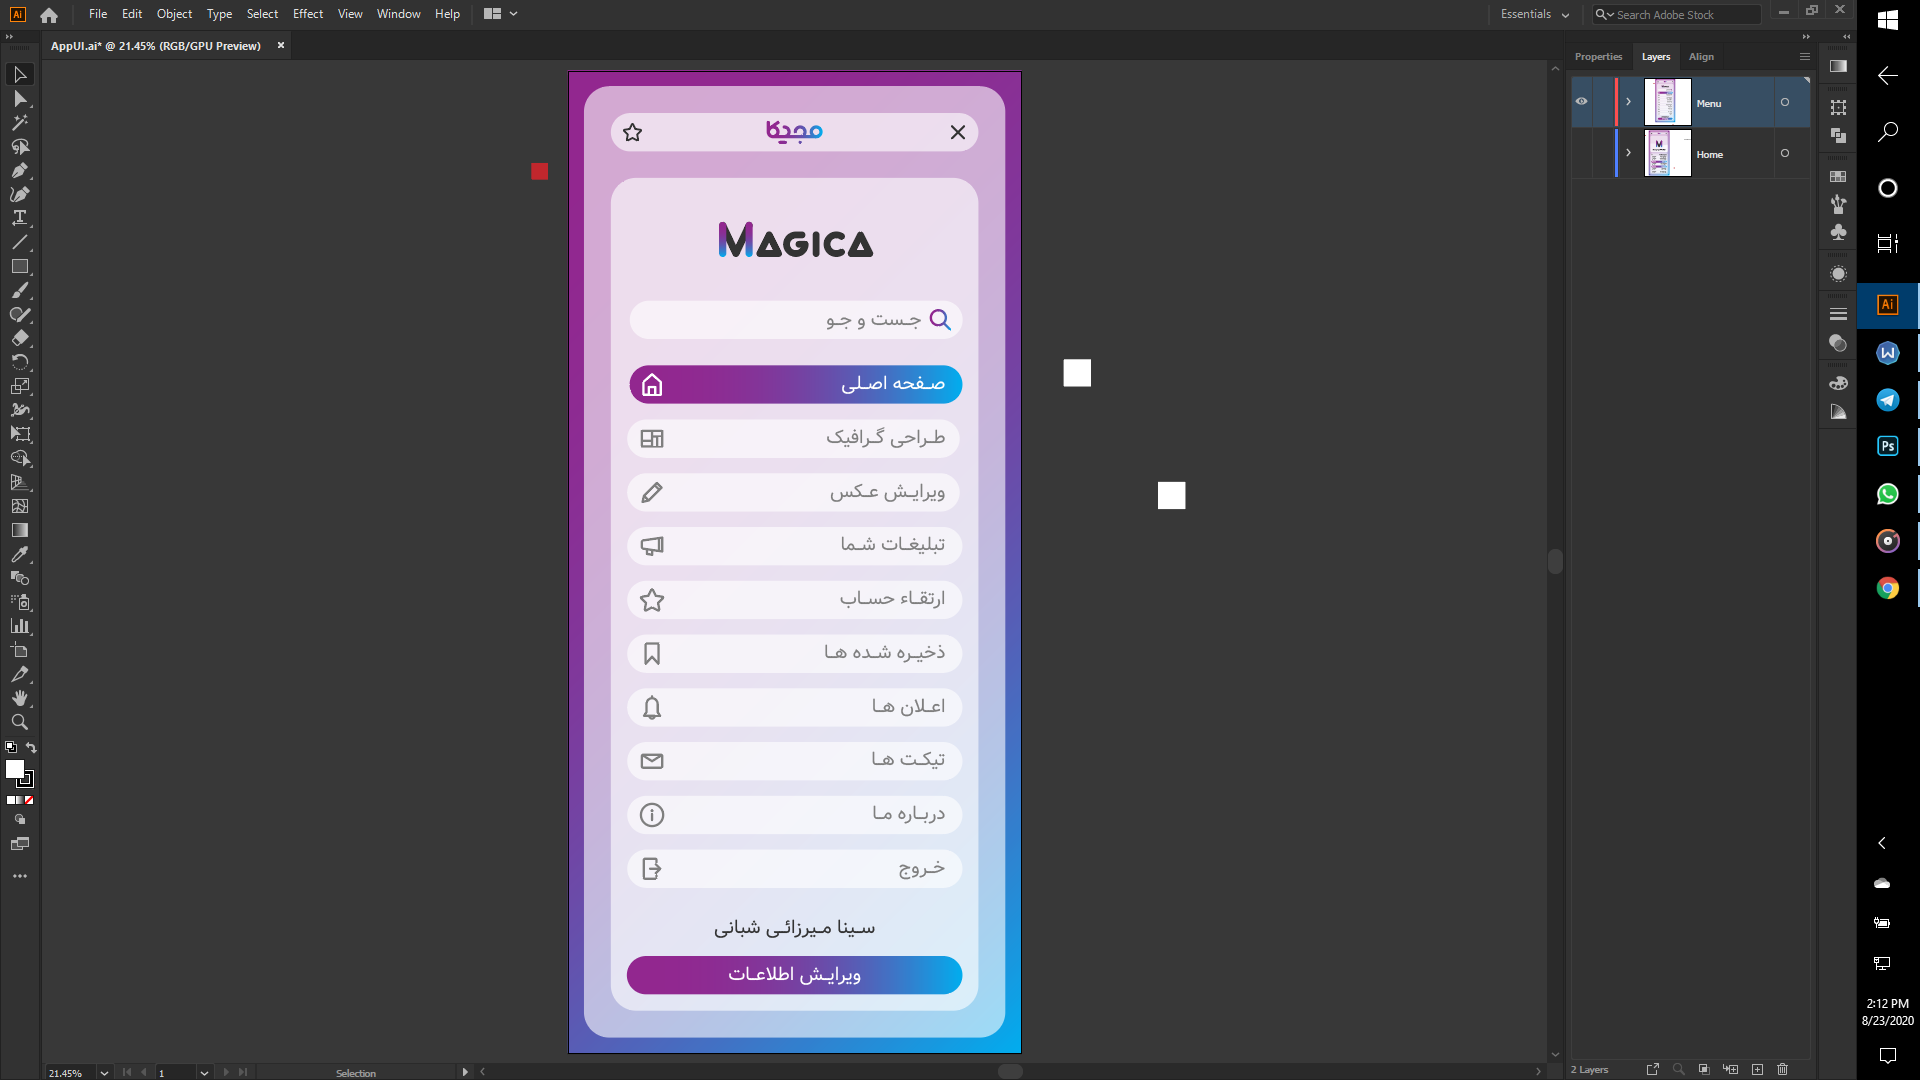 Ai File Edit Object Type Select Effect View Window Help
Essentials
Search Adobe Stock
AppUI.ai* @ 21.45% (RGB/GPU Preview)
Properties Layers Align
Menu
Home
مجیکا
MAGICA
جست و جو
صفحه اصلی
طراحی گرافیک
ویرایش عکس
تبلیغات شما
ارتقاء حساب
ذخیره شده ها
اعلان ها
تیکت ها
درباره ما
خروج
سینا میرزائی شبانی
ویرایش اطلاعات
Ai
Ps
2:12 PM
8/23/2020
21.45%
1
Selection
2 Layers